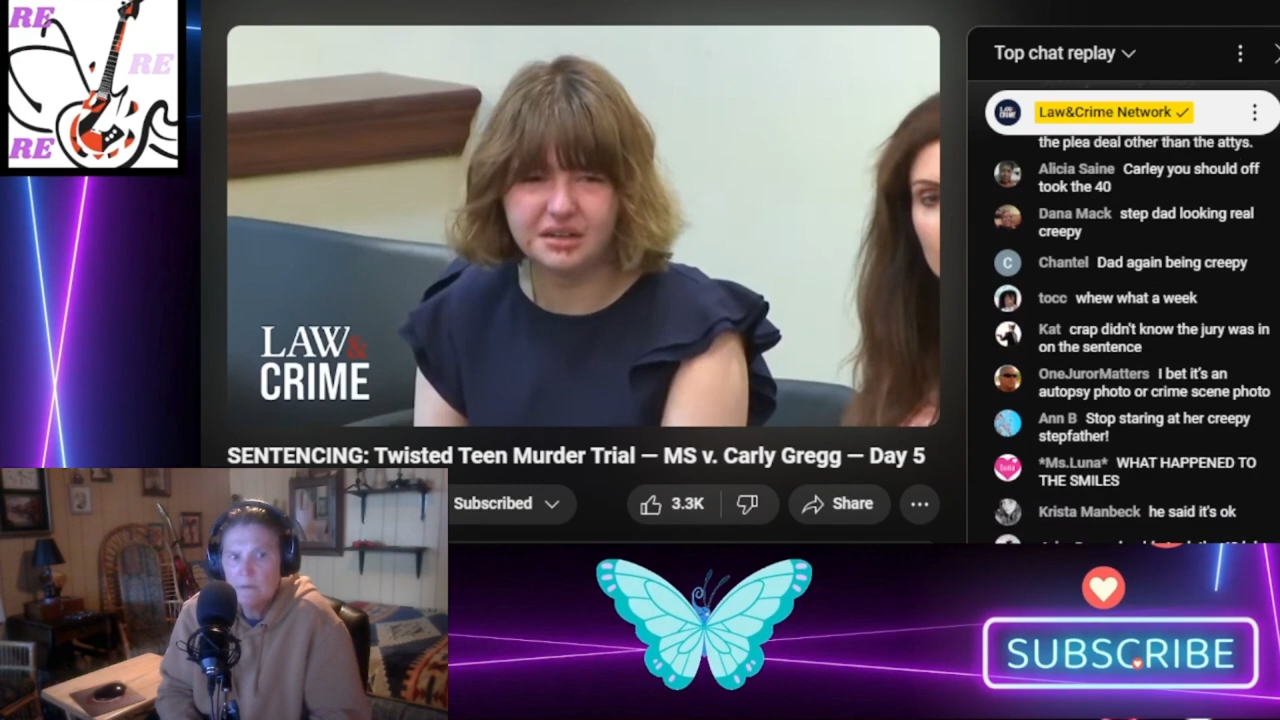 RE
RE
RE
LAW&
CRIME
SENTENCING: Twisted Teen Murder Trial — MS v. Carly Gregg — Day 5
Subscribed
3.3K
Share
Top chat replay
Law&Crime Network
the plea deal other than the attys.
Alicia Saine Carley you should off
took the 40
Dana Mack step dad looking real
creepy
C
Chantel Dad again being creepy
tocc whew what a week
Kat crap didn't know the jury was in
on the sentence
OneJurorMatters I bet it's an
autopsy photo or crime scene photo
Ann B Stop staring at her creepy
stepfather!
*Ms.Luna* WHAT HAPPENED TO
THE SMILES
Krista Manbeck he said it's ok
SUBSCRIBE